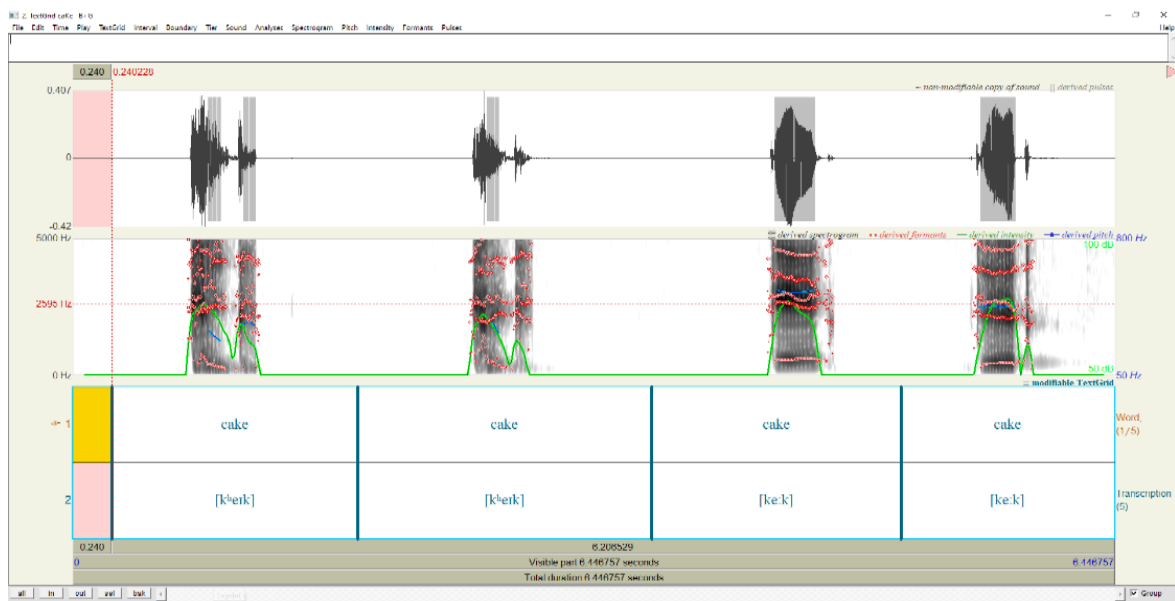 2. TextGrid cake B+G
File Edit Time Play TextGrid Interval Boundary Tier Sound Analyses Spectrogram Pitch Intensity Formants Pulses Help
0.240 0.240228
0.407
non-modifiable copy of sound derived pulses
0
-0.42
5000 Hz derived spectrogram derived formants derived intensity derived pitch 800 Hz
100 dB
2595 Hz
50 dB
0 Hz 50 Hz
modifiable TextGrid
1 cake cake cake cake Word
(1/5)
2 [kʰeɪk] [kʰeɪk] [keːk] [keːk] Transcription
(5)
0.240 6.206529
0 Visible part 6.446757 seconds 6.446757
Total duration 6.446757 seconds
all in out sel bak Group